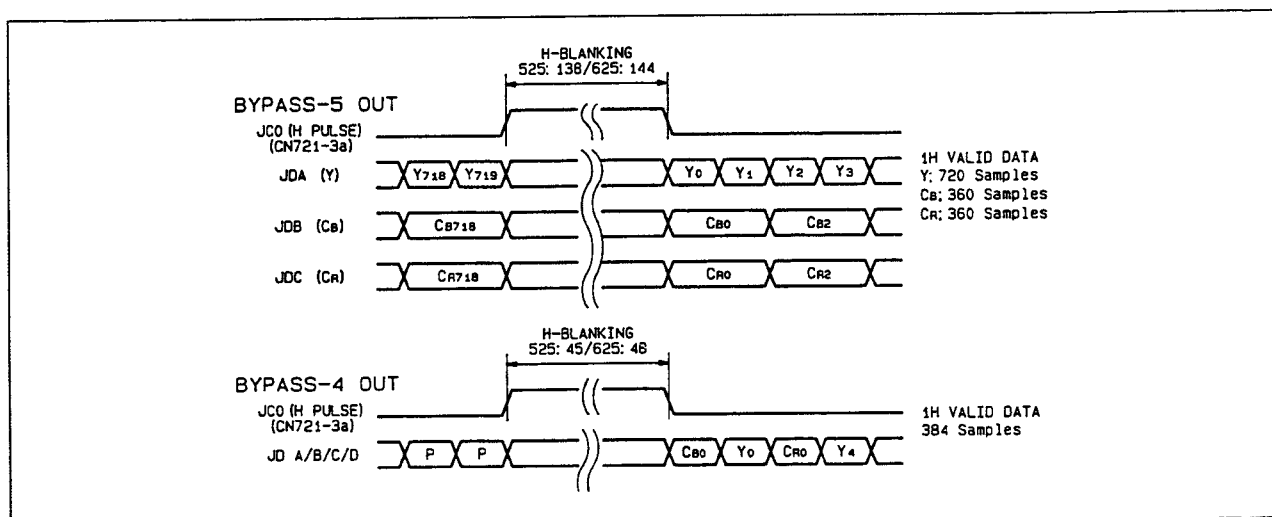 H-BLANKING
525: 138/625: 144
BYPASS-5 OUT
JC0 (H PULSE)
(CN721-3a)
JDA (Y)
Y718 Y719 Y0 Y1 Y2 Y3
JDB (CB)
CB718 CB0 CB2
JDC (CR)
CR718 CR0 CR2
1H VALID DATA
Y: 720 Samples
CB: 360 Samples
CR: 360 Samples
H-BLANKING
525: 45/625: 46
BYPASS-4 OUT
JC0 (H PULSE)
(CN721-3a)
JD A/B/C/D
P P CB0 Y0 CR0 Y4
1H VALID DATA
384 Samples